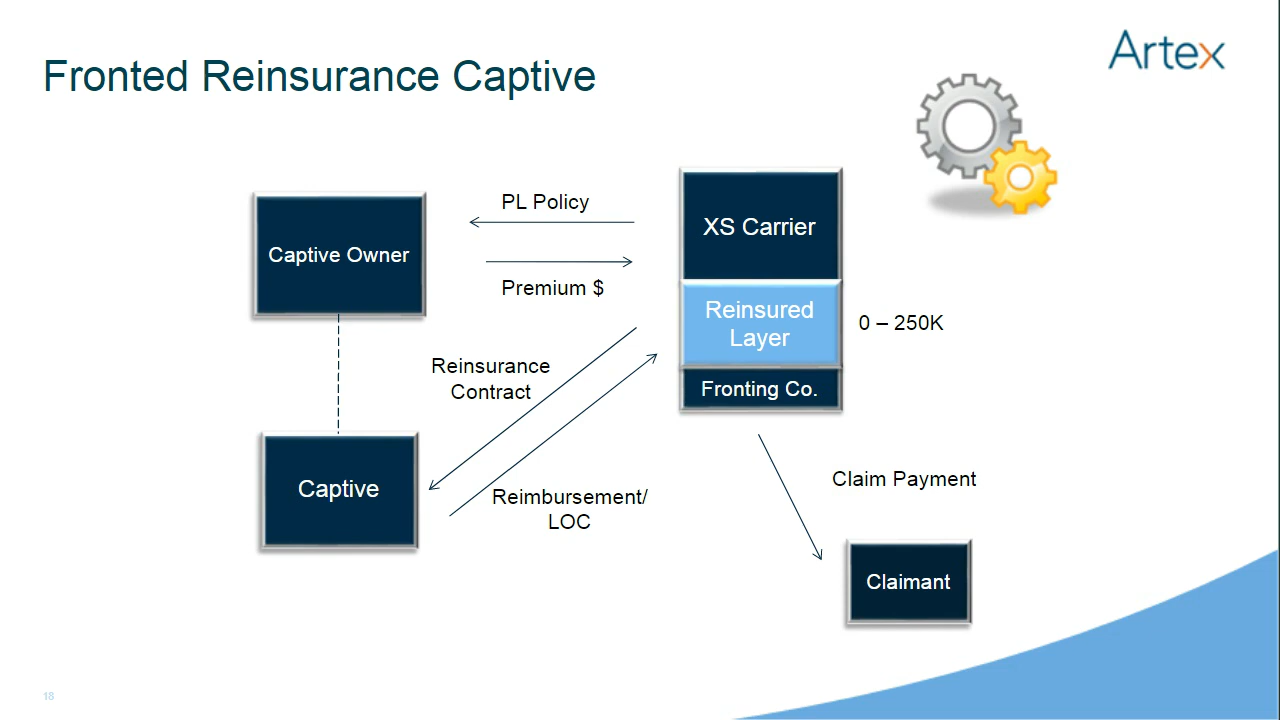 Artex
Fronted Reinsurance Captive
PL Policy
XS Carrier
Captive Owner
Premium $
Reinsured
Layer
0 – 250K
Reinsurance
Contract
Fronting Co.
Captive
Reimbursement/
LOC
Claim Payment
Claimant
18